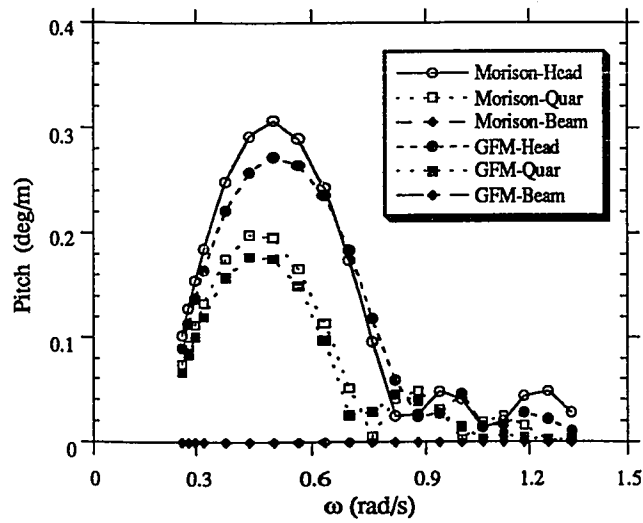 0.4
0.3
0.2
0.1
0
Pitch (deg/m)
Morison-Head
Morison-Quar
Morison-Beam
GFM-Head
GFM-Quar
GFM-Beam
0
0.3
0.6
0.9
1.2
1.5
ω (rad/s)